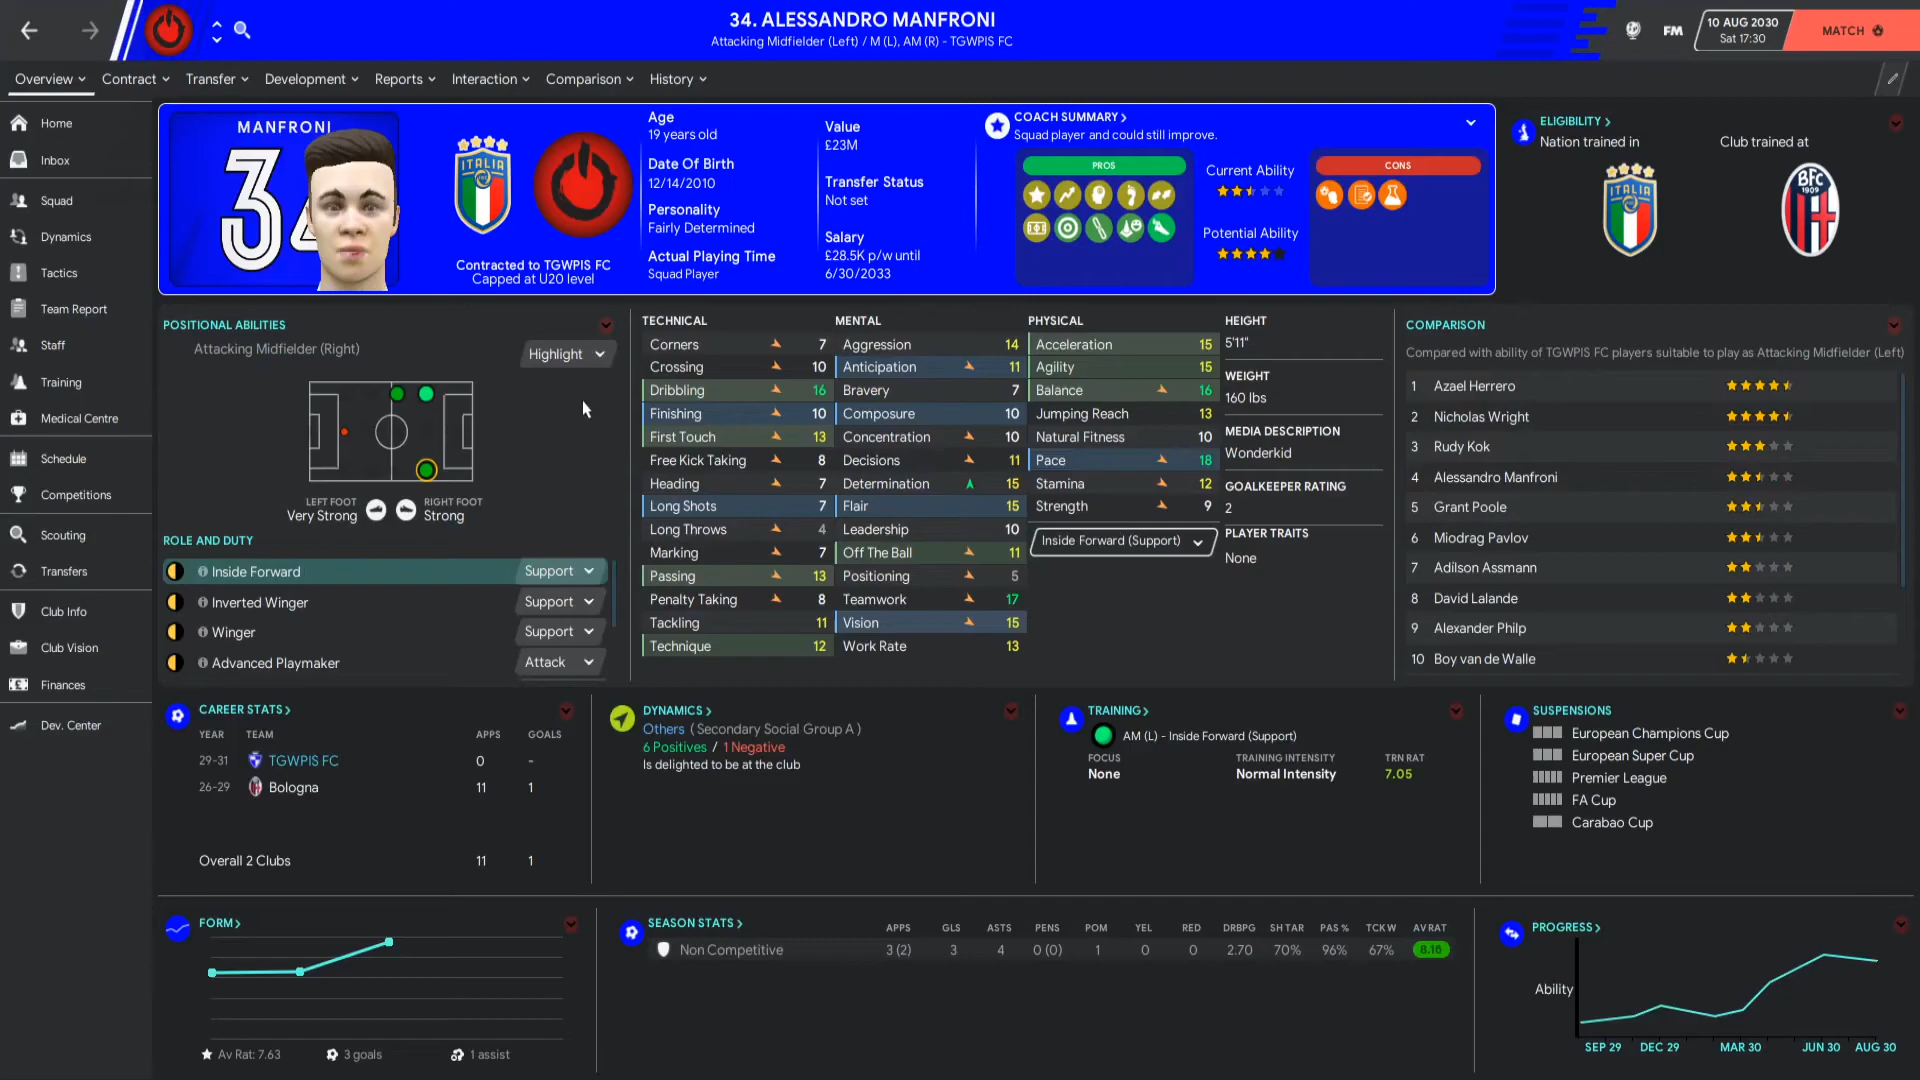 34. ALESSANDRO MANFRONI
Attacking Midfielder (Left) / M (L), AM (R) - TGWPIS FC
FM
10 AUG 2030
Sat 17:30
MATCH
Overview
Contract
Transfer
Development
Reports
Interaction
Comparison
History
Home
Inbox
Squad
Dynamics
Tactics
Team Report
Staff
Training
Medical Centre
Schedule
Competitions
Scouting
Transfers
Club Info
Club Vision
Finances
Dev. Center
MANFRONI
34
ITALIA
Contracted to TGWPIS FC
Capped at U20 level
Age
19 years old
Date Of Birth
12/14/2010
Personality
Fairly Determined
Actual Playing Time
Squad Player
Value
£23M
Transfer Status
Not set
Salary
£28.5K p/w until
6/30/2033
COACH SUMMARY >
Squad player and could still improve.
PROS
Current Ability
Potential Ability
CONS
ELIGIBILITY >
Nation trained in
Club trained at
ITALIA
BFC
1909
POSITIONAL ABILITIES
Attacking Midfielder (Right)
Highlight
LEFT FOOT
Very Strong
RIGHT FOOT
Strong
ROLE AND DUTY
Inside Forward Support
Inverted Winger Support
Winger Support
Advanced Playmaker Attack
TECHNICAL
Corners 7
Crossing 10
Dribbling 16
Finishing 10
First Touch 13
Free Kick Taking 8
Heading 7
Long Shots 7
Long Throws 4
Marking 7
Passing 13
Penalty Taking 8
Tackling 11
Technique 12
MENTAL
Aggression 14
Anticipation 11
Bravery 7
Composure 10
Concentration 10
Decisions 11
Determination 15
Flair 15
Leadership 10
Off The Ball 11
Positioning 5
Teamwork 17
Vision 15
Work Rate 13
PHYSICAL
Acceleration 15
Agility 15
Balance 16
Jumping Reach 13
Natural Fitness 10
Pace 18
Stamina 12
Strength 9
Inside Forward (Support)
HEIGHT
5'11"
WEIGHT
160 lbs
MEDIA DESCRIPTION
Wonderkid
GOALKEEPER RATING
2
PLAYER TRAITS
None
COMPARISON
Compared with ability of TGWPIS FC players suitable to play as Attacking Midfielder (Left)
1 Azael Herrero
2 Nicholas Wright
3 Rudy Kok
4 Alessandro Manfroni
5 Grant Poole
6 Miodrag Pavlov
7 Adílson Assmann
8 David Lalande
9 Alexander Philp
10 Boy van de Walle
CAREER STATS >
YEAR TEAM APPS GOALS
29-31 TGWPIS FC 0 -
26-29 Bologna 11 1
Overall 2 Clubs 11 1
DYNAMICS >
Others ( Secondary Social Group A )
6 Positives / 1 Negative
Is delighted to be at the club
TRAINING >
AM (L) - Inside Forward (Support)
FOCUS TRAINING INTENSITY TRN RAT
None Normal Intensity 7.05
SUSPENSIONS
European Champions Cup
European Super Cup
Premier League
FA Cup
Carabao Cup
FORM >
Av Rat: 7.63 3 goals 1 assist
SEASON STATS >
APPS GLS ASTS PENS POM YEL RED DRBPG SH TAR PAS % TCK W AV RAT
Non Competitive 3 (2) 3 4 0 (0) 1 0 0 2.70 70% 96% 67% 8.16
PROGRESS >
Ability
SEP 29 DEC 29 MAR 30 JUN 30 AUG 30